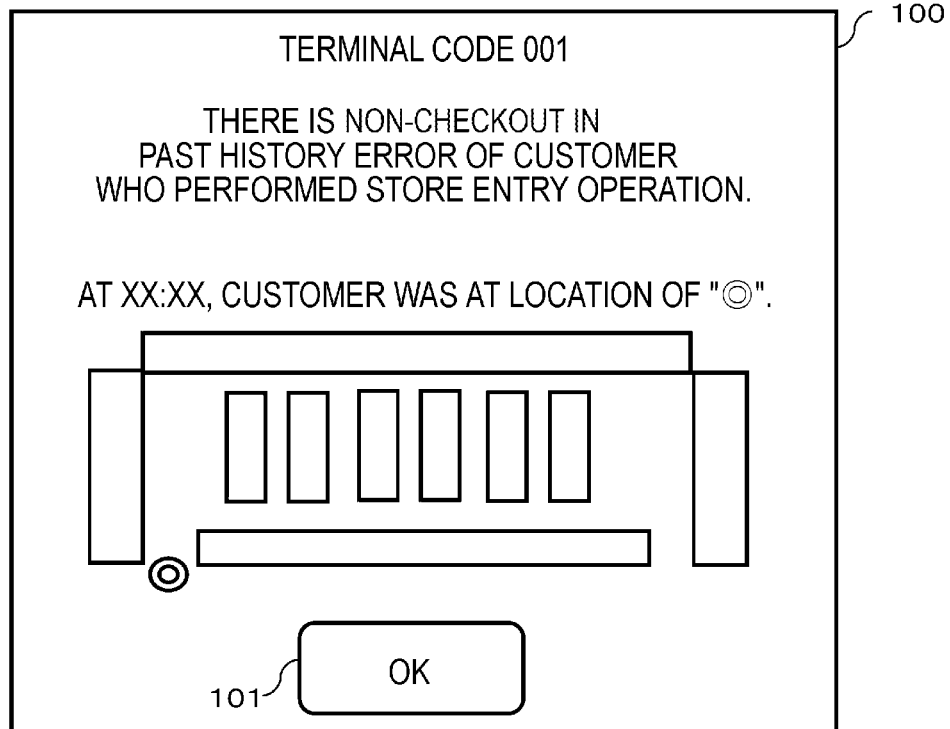 100
TERMINAL CODE 001
THERE IS NON-CHECKOUT IN
PAST HISTORY ERROR OF CUSTOMER
WHO PERFORMED STORE ENTRY OPERATION.
AT XX:XX, CUSTOMER WAS AT LOCATION OF "◎".
OK
101